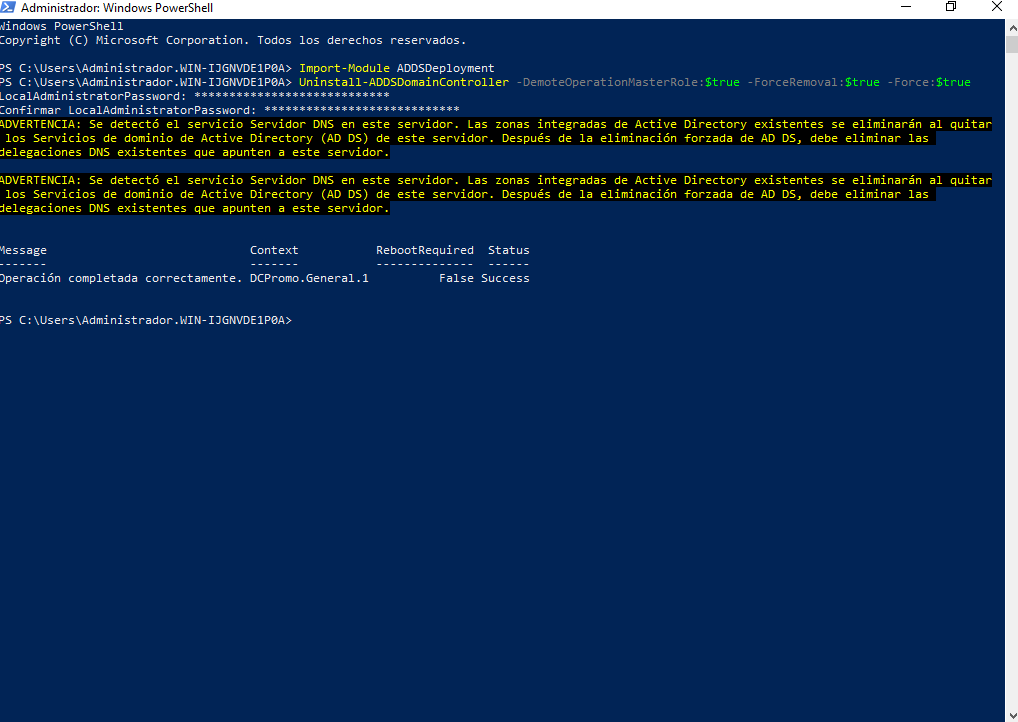 Administrador: Windows PowerShell
Windows PowerShell
Copyright (C) Microsoft Corporation. Todos los derechos reservados.
PS C:\Users\Administrador.WIN-IJGNVDE1P0A> Import-Module ADDSDeployment
PS C:\Users\Administrador.WIN-IJGNVDE1P0A> Uninstall-ADDSDomainController -DemoteOperationMasterRole:$true -ForceRemoval:$true -Force:$true
LocalAdministratorPassword: ****************************
Confirmar LocalAdministratorPassword: ****************************
ADVERTENCIA: Se detectó el servicio Servidor DNS en este servidor. Las zonas integradas de Active Directory existentes se eliminarán al quitar
los Servicios de dominio de Active Directory (AD DS) de este servidor. Después de la eliminación forzada de AD DS, debe eliminar las
delegaciones DNS existentes que apunten a este servidor.
ADVERTENCIA: Se detectó el servicio Servidor DNS en este servidor. Las zonas integradas de Active Directory existentes se eliminarán al quitar
los Servicios de dominio de Active Directory (AD DS) de este servidor. Después de la eliminación forzada de AD DS, debe eliminar las
delegaciones DNS existentes que apunten a este servidor.
Message Context RebootRequired Status
------- ------- -------------- ------
Operación completada correctamente. DCPromo.General.1 False Success
PS C:\Users\Administrador.WIN-IJGNVDE1P0A>